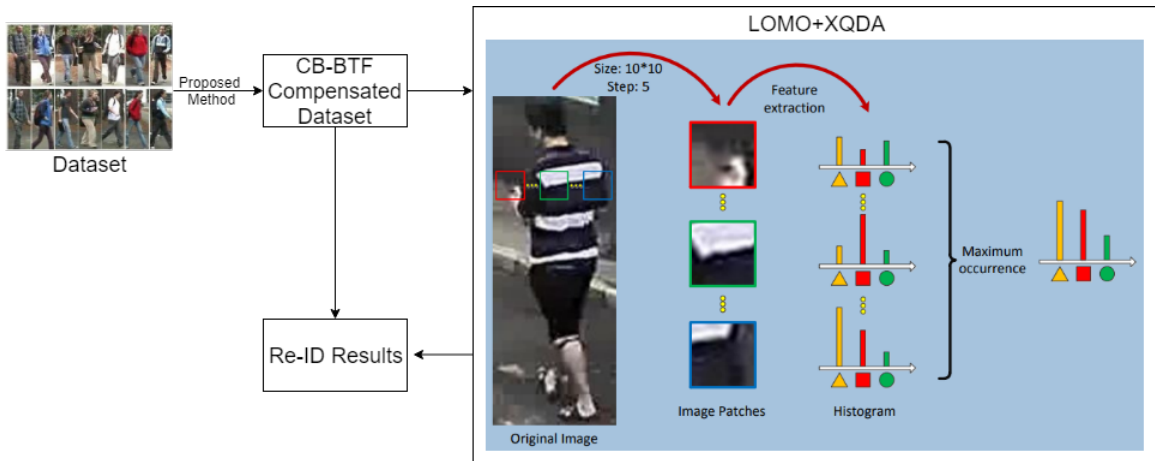 LOMO+XQDA
Dataset
Proposed
Method
CB-BTF
Compensated
Dataset
Re-ID Results
Size: 10*10
Step: 5
Feature
extraction
Original Image
Image Patches
Histogram
Maximum
occurrence